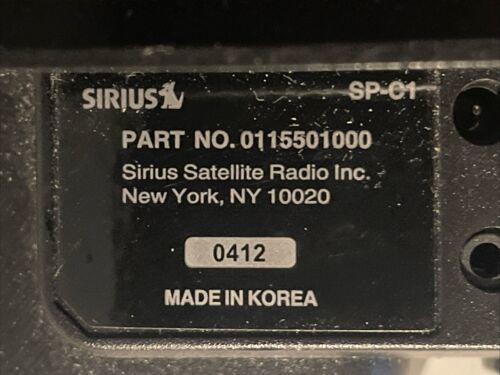 SIRIUS SP-C1
PART NO. 0115501000
Sirius Satellite Radio Inc.
New York, NY 10020
0412
MADE IN KOREA